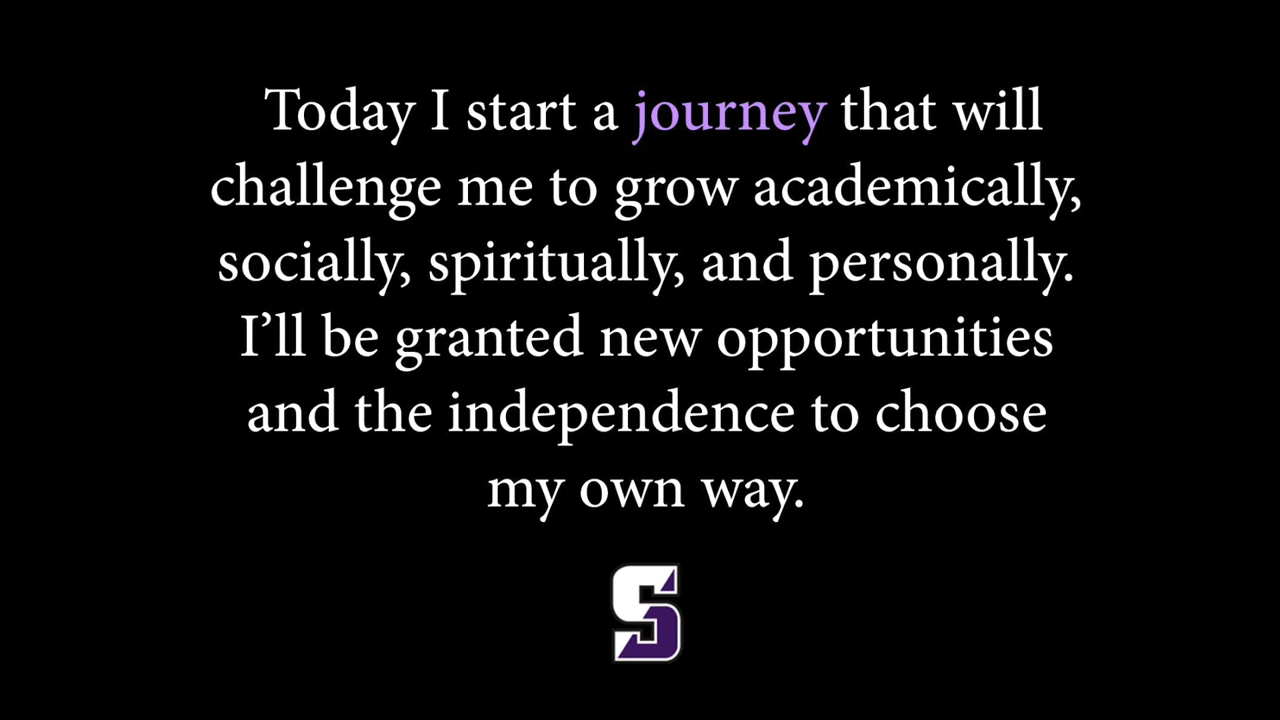 Today I start a journey that will
challenge me to grow academically,
socially, spiritually, and personally.
I’ll be granted new opportunities
and the independence to choose
my own way.
S